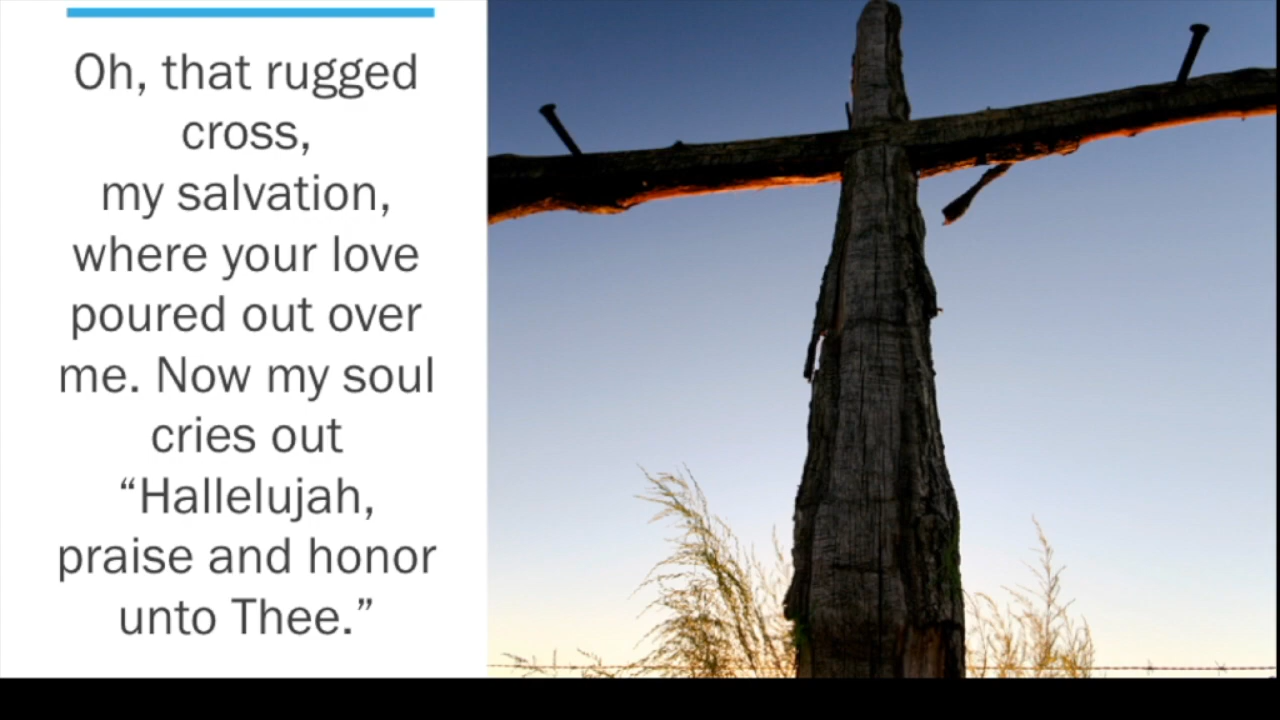 Oh, that rugged
cross,
my salvation,
where your love
poured out over
me. Now my soul
cries out
“Hallelujah,
praise and honor
unto Thee.”